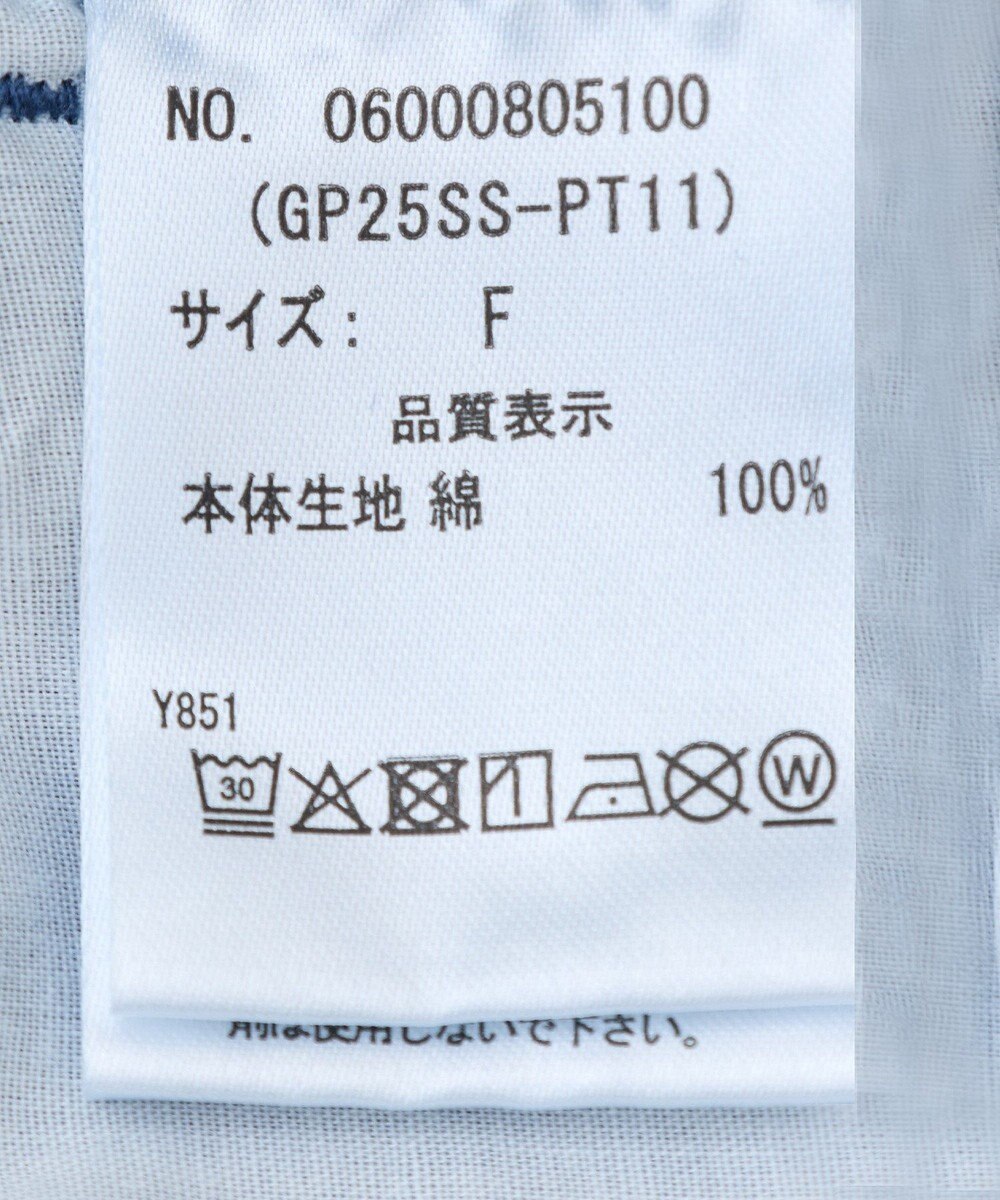 NO. 06000805100
(GP25SS-PT11)
サイズ: F
品質表示
本体生地 綿 100%
Y851
30 W
剤は使用しないで下さい。